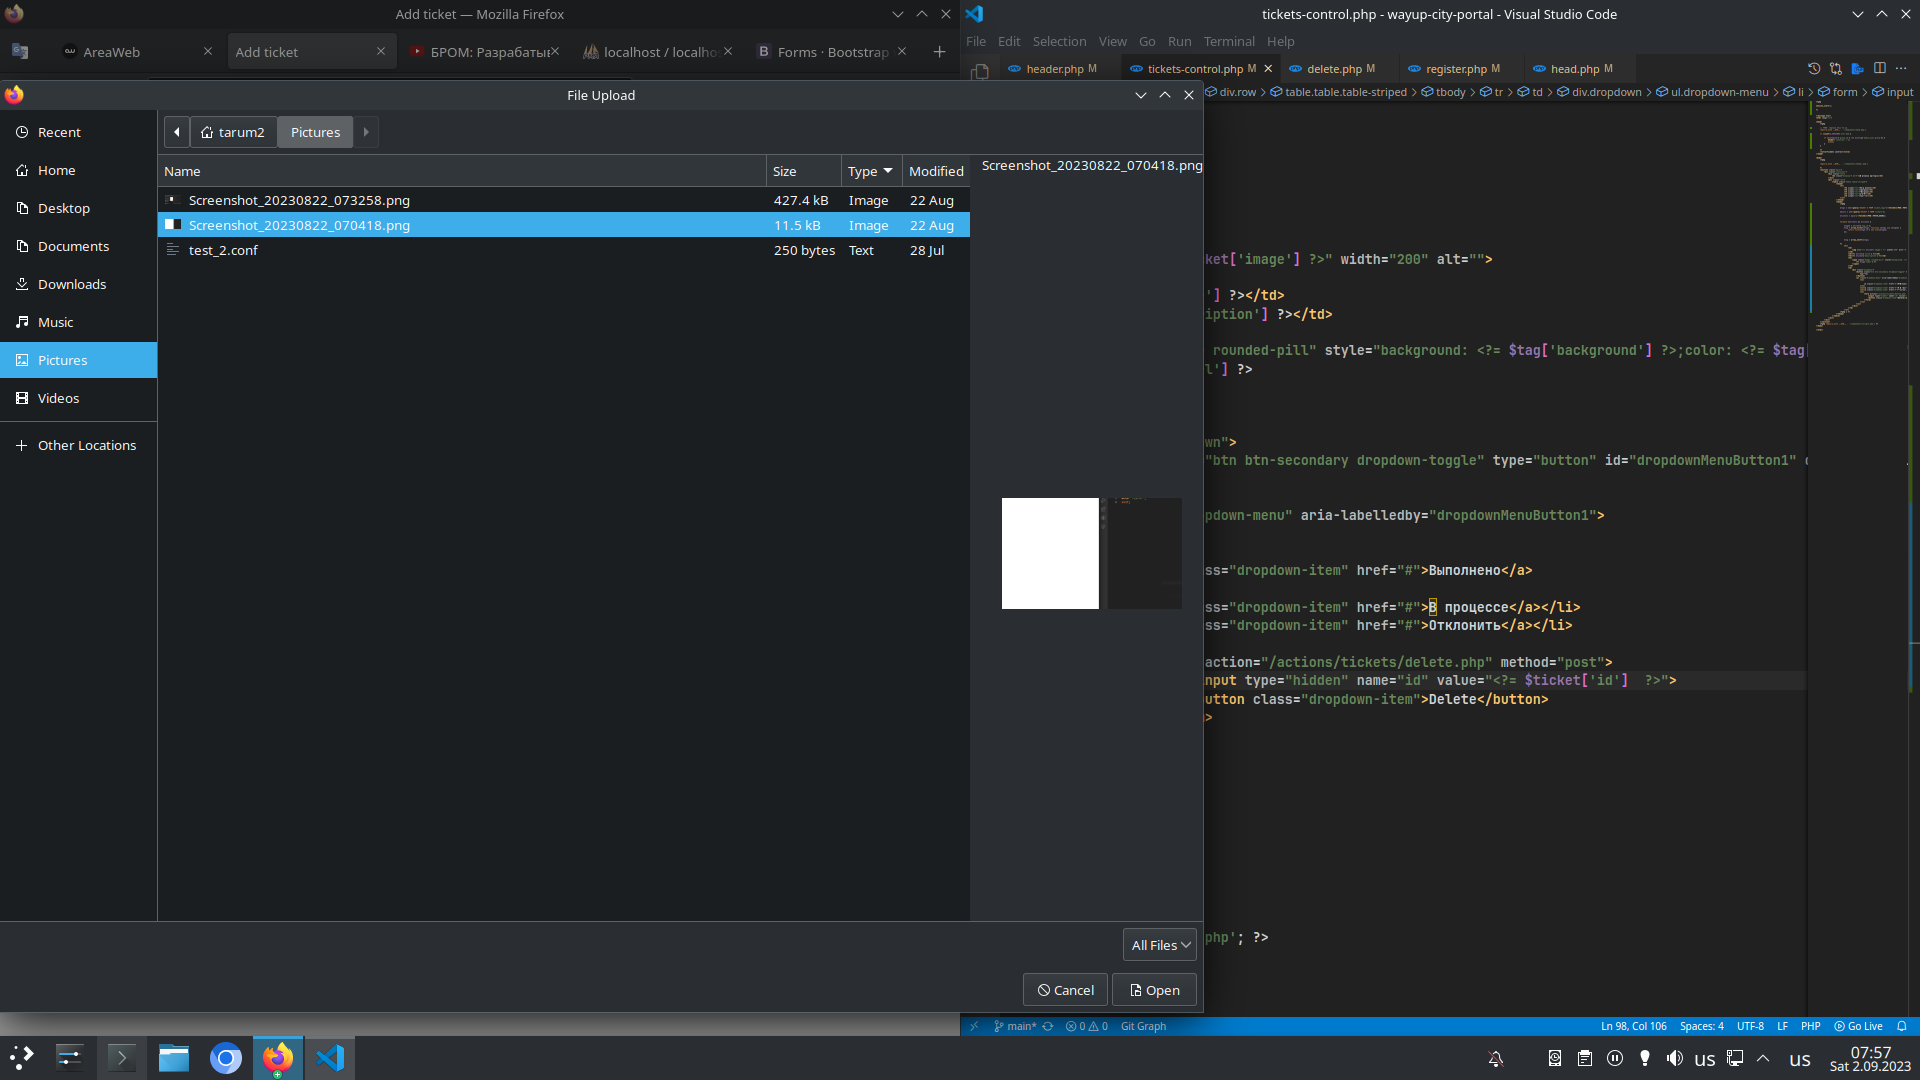 Add ticket — Mozilla Firefox
AreaWeb
Add ticket
БРОМ: Разрабатыв
localhost / localho
Forms · Bootstrap
File Upload
Recent
Home
Desktop
Documents
Downloads
Music
Pictures
Videos
Other Locations
tarum2
Pictures
Name Size Type Modified
Screenshot_20230822_073258.png 427.4 kB Image 22 Aug
Screenshot_20230822_070418.png 11.5 kB Image 22 Aug
test_2.conf 250 bytes Text 28 Jul
Screenshot_20230822_070418.png
All Files
Cancel
Open
tickets-control.php - wayup-city-portal - Visual Studio Code
File Edit Selection View Go Run Terminal Help
header.php M
tickets-control.php M
delete.php M
register.php M
head.php M
div.row > table.table.table-striped > tbody > tr > td > div.dropdown > ul.dropdown-menu > li > form > input
ket['image'] ?>" width="200" alt="">
'] ?></td>
iption'] ?></td>
rounded-pill" style="background: <?= $tag['background'] ?>;color: <?= $tag[
l'] ?>
wn">
"btn btn-secondary dropdown-toggle" type="button" id="dropdownMenuButton1"
pdown-menu" aria-labelledby="dropdownMenuButton1">
ss="dropdown-item" href="#">Выполнено</a>
ss="dropdown-item" href="#">В процессе</a></li>
ss="dropdown-item" href="#">Отклонить</a></li>
action="/actions/tickets/delete.php" method="post">
nput type="hidden" name="id" value="<?= $ticket['id']  ?>">
utton class="dropdown-item">Delete</button>
>
php'; ?>
main* 0 0 Git Graph
Ln 98, Col 106 Spaces: 4 UTF-8 LF PHP Go Live
us
us
07:57
Sat 2.09.2023